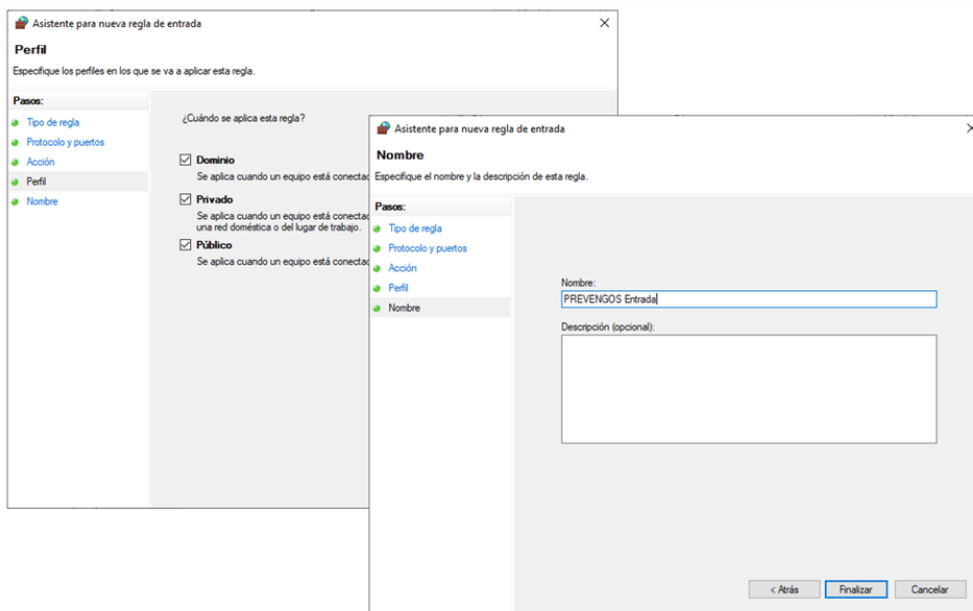 Asistente para nueva regla de entrada
Perfil
Especifique los perfiles en los que se va a aplicar esta regla.
Pasos:
Tipo de regla
Protocolo y puertos
Acción
Perfil
Nombre
¿Cuándo se aplica esta regla?
Dominio
Se aplica cuando un equipo está
Privado
Se aplica cuando un equipo está
una red doméstica o del lugar de trabajo.
Público
Se aplica cuando un equipo está
Asistente para nueva regla de entrada
Nombre
Especifique el nombre y la descripción de esta regla.
Pasos:
Tipo de regla
Protocolo y puertos
Acción
Perfil
Nombre
Nombre:
PREVENGOS Entrada
Descripción (opcional):
< Atrás
Finalizar
Cancelar